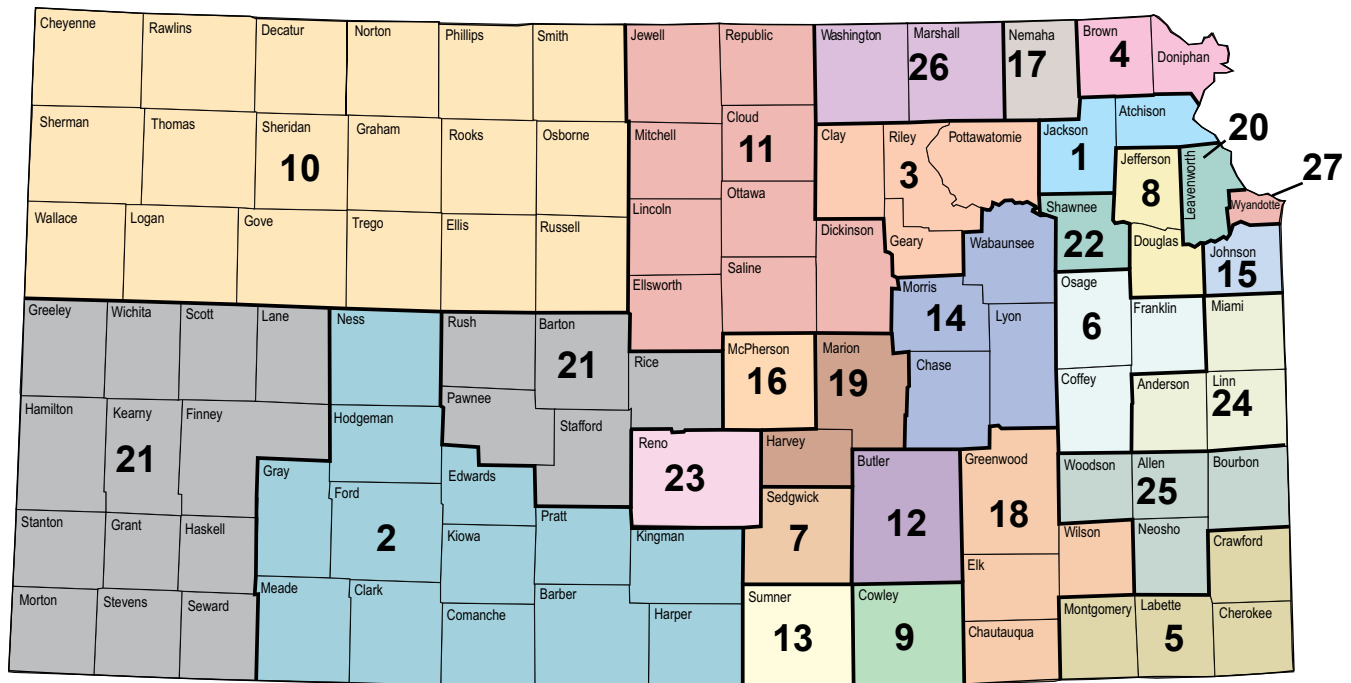 Cheyenne
Rawlins
Decatur
Norton
Phillips
Smith
Jewell
Republic
Washington
Marshall
26
Nemaha
17
Brown
4
Doniphan
Sherman
Thomas
Sheridan
10
Graham
Rooks
Osborne
Mitchell
Cloud
11
Clay
Riley
3
Pottawatomie
Jackson
1
Atchison
20
Jefferson
8
Leavenworth
27
Wyandotte
Wallace
Logan
Gove
Trego
Ellis
Russell
Lincoln
Ottawa
Dickinson
Geary
Wabaunsee
Shawnee
22
Douglas
Johnson
15
Ellsworth
Saline
Morris
14
Lyon
Osage
6
Franklin
Miami
Greeley
Wichita
Scott
Lane
Ness
Rush
Barton
21
Rice
McPherson
16
Marion
19
Chase
Coffey
Anderson
Linn
24
Hamilton
Kearny
21
Finney
Hodgeman
Pawnee
Stafford
Reno
23
Harvey
Butler
12
Greenwood
18
Woodson
Allen
25
Bourbon
Gray
Ford
2
Edwards
Sedgwick
7
Stanton
Grant
Haskell
Kiowa
Pratt
Kingman
Elk
Wilson
Neosho
Crawford
Morton
Stevens
Seward
Meade
Clark
Comanche
Barber
Harper
Sumner
13
Cowley
9
Chautauqua
Montgomery
Labette
5
Cherokee